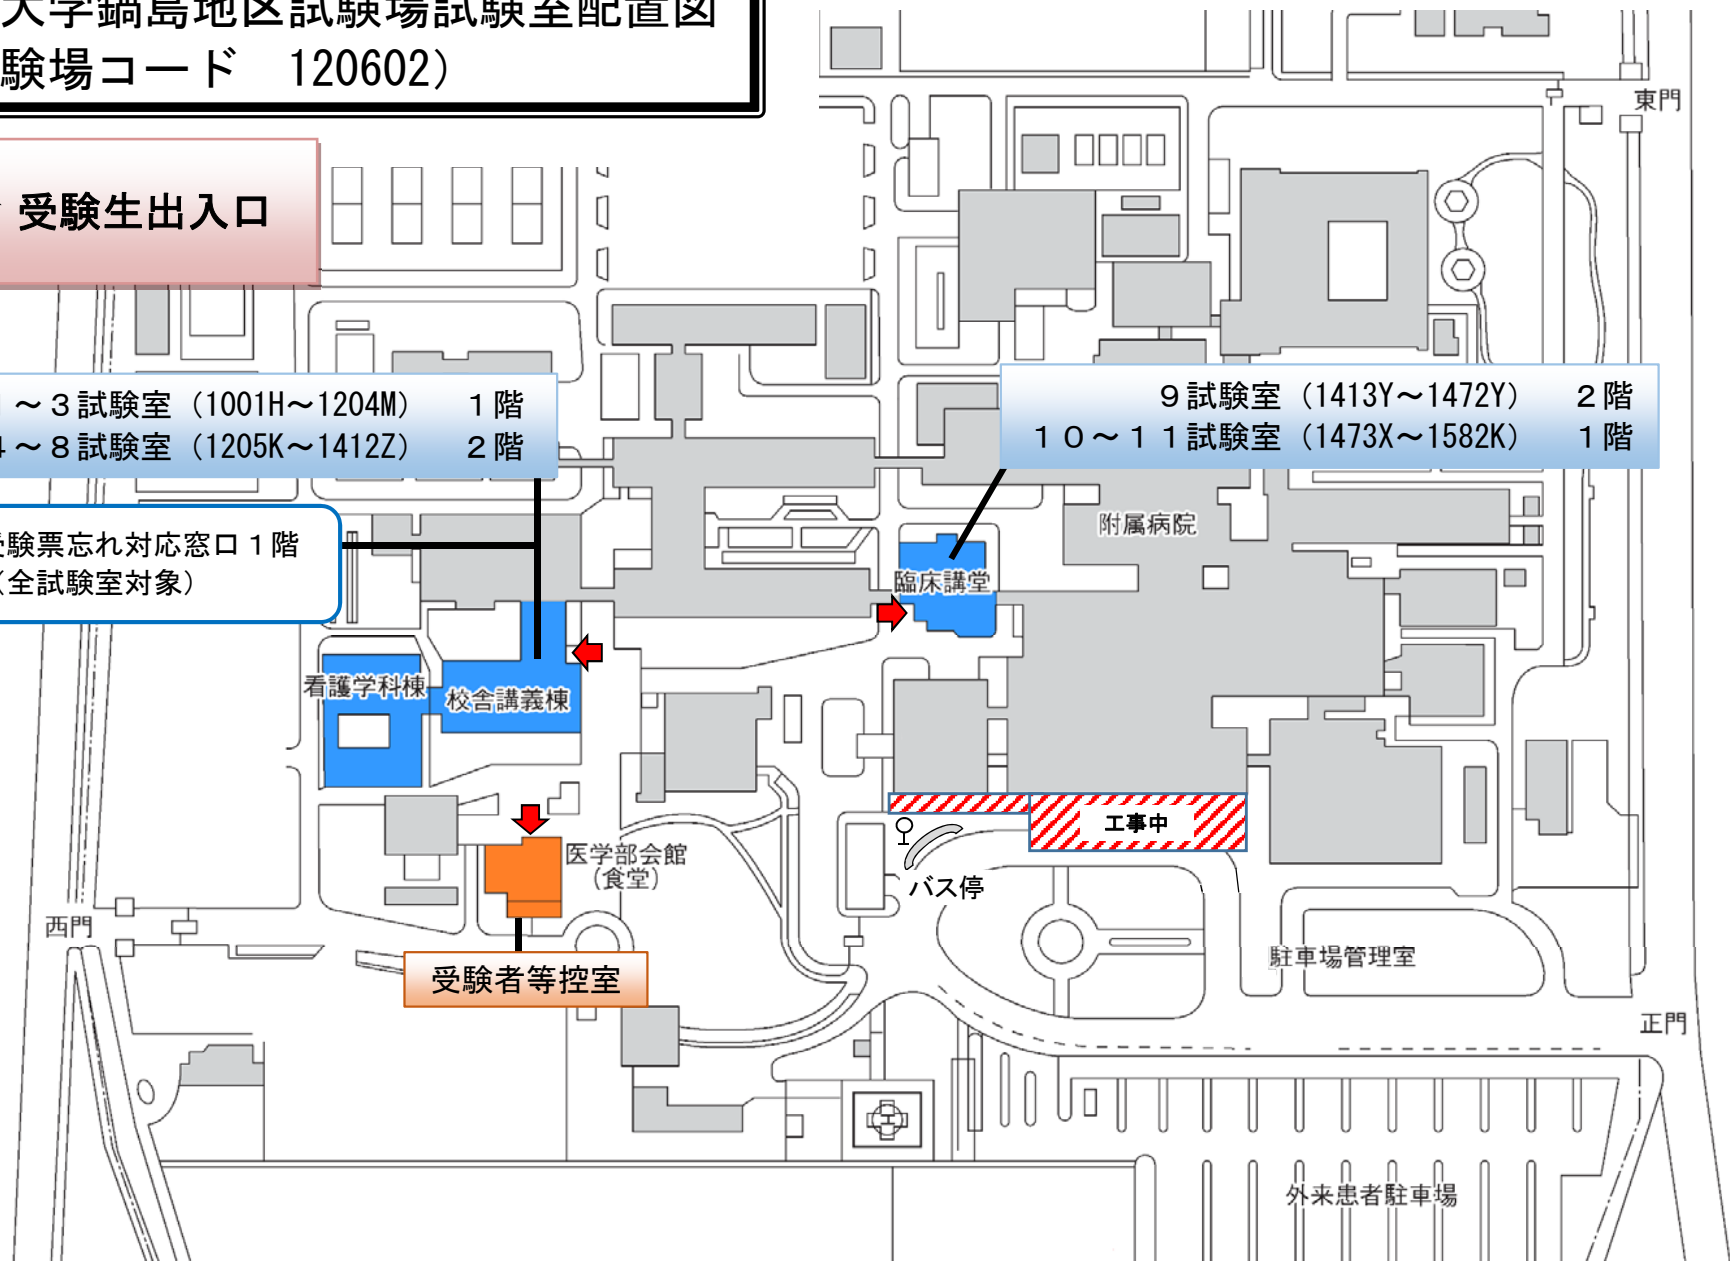 大学鍋島地区試験場試験室配置図
験場コード　120602）
東門
受験生出入口
～３試験室（1001H～1204M）　１階
～８試験室（1205K～1412Z）　２階
９試験室（1413Y～1472Y）　２階
１０～１１試験室（1473X～1582K）　１階
受験票忘れ対応窓口１階
（全試験室対象）
附属病院
臨床講堂
看護学科棟
校舎講義棟
工事中
医学部会館
（食堂）
バス停
西門
受験者等控室
駐車場管理室
正門
外来患者駐車場